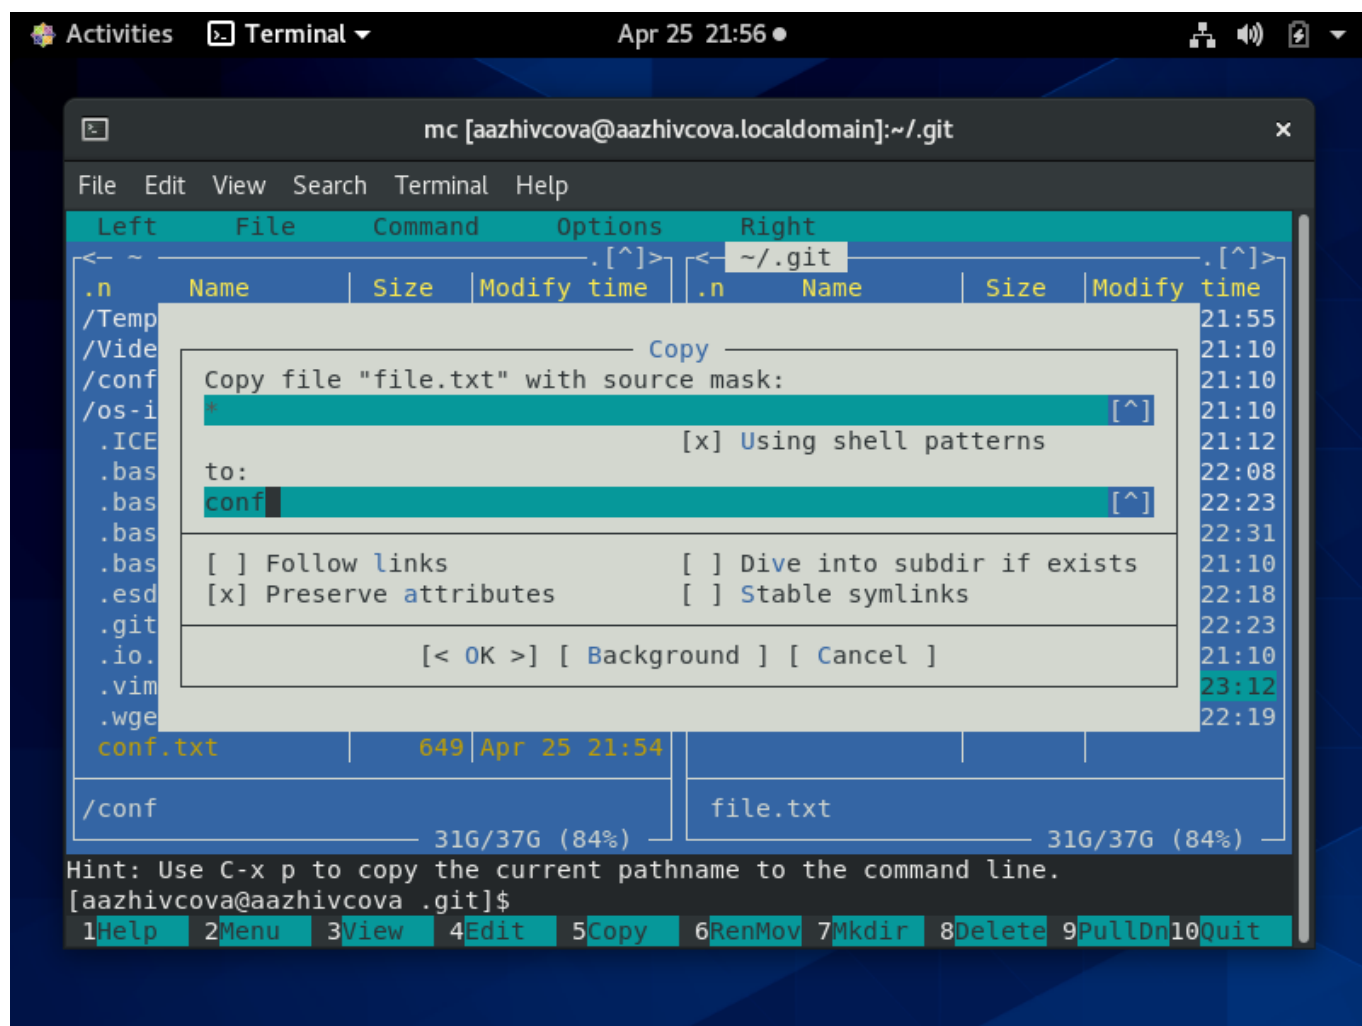 Activities Terminal Apr 25 21:56
mc [aazhivcova@aazhivcova.localdomain]:~/.git ×
File Edit View Search Terminal Help
Left File Command Options Right
<— ~ —.[^]> <— ~/.git —.[^]>
.n Name Size Modify time .n Name Size Modify time
/Temp 21:55
/Vide Copy 21:10
/conf Copy file "file.txt" with source mask: 21:10
/os-i * [^] 21:10
.ICE [x] Using shell patterns 21:12
.bas to: 22:08
.bas conf [^] 22:23
.bas 22:31
.bas [ ] Follow links [ ] Dive into subdir if exists 21:10
.esd [x] Preserve attributes [ ] Stable symlinks 22:18
.git 22:23
.io. [< OK >] [ Background ] [ Cancel ] 21:10
.vim 23:12
.wge 22:19
conf.txt 649 Apr 25 21:54
/conf file.txt
31G/37G (84%) 31G/37G (84%)
Hint: Use C-x p to copy the current pathname to the command line.
[aazhivcova@aazhivcova .git]$
1Help 2Menu 3View 4Edit 5Copy 6RenMov 7Mkdir 8Delete 9PullDn 10Quit